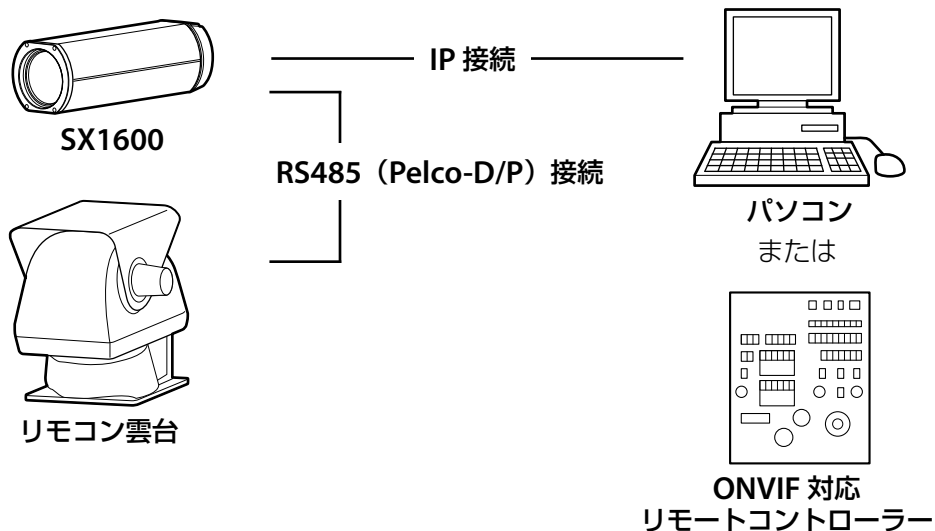 IP 接続
SX1600
RS485（Pelco-D/P）接続
パソコン
または
リモコン雲台
ONVIF 対応
リモートコントローラー